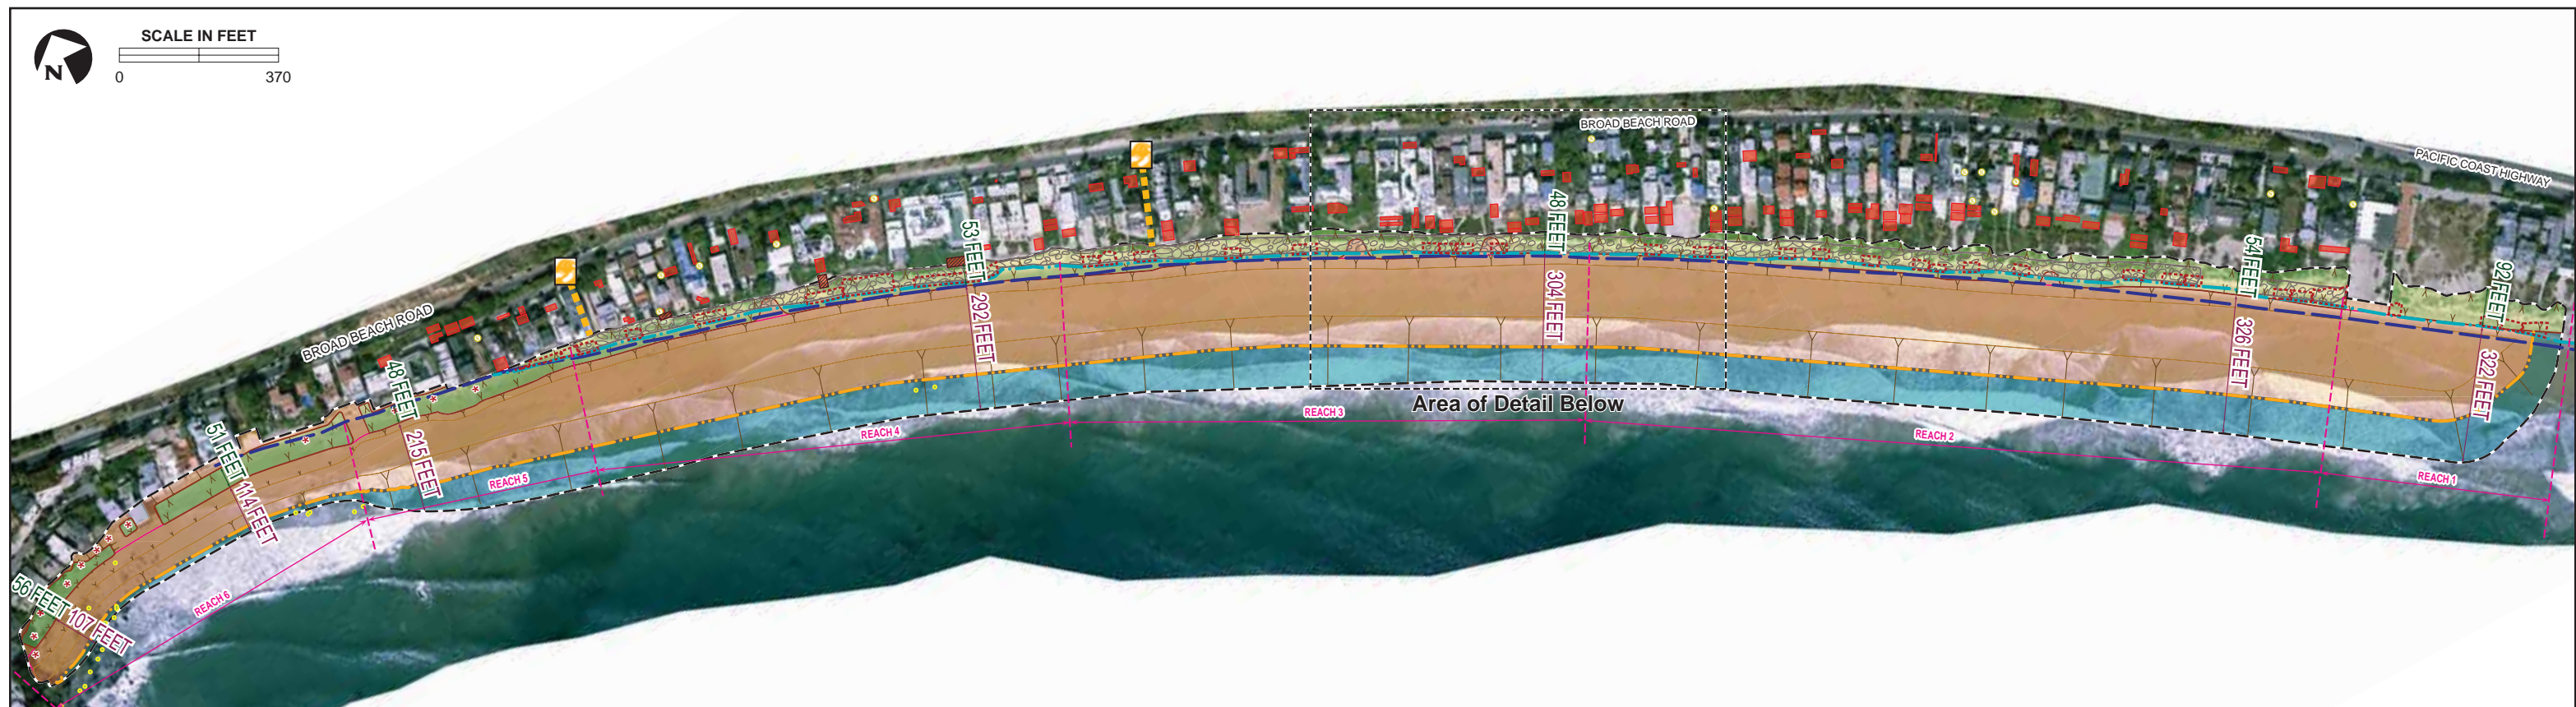 SCALE IN FEET
0 370
N
BROAD BEACH ROAD
PACIFIC COAST HIGHWAY
BROAD BEACH ROAD
48 FEET
53 FEET
54 FEET
92 FEET
304 FEET
292 FEET
326 FEET
322 FEET
48 FEET
215 FEET
51 FEET
114 FEET
56 FEET
107 FEET
Area of Detail Below
REACH 3
REACH 4
REACH 2
REACH 5
REACH 1
REACH 6